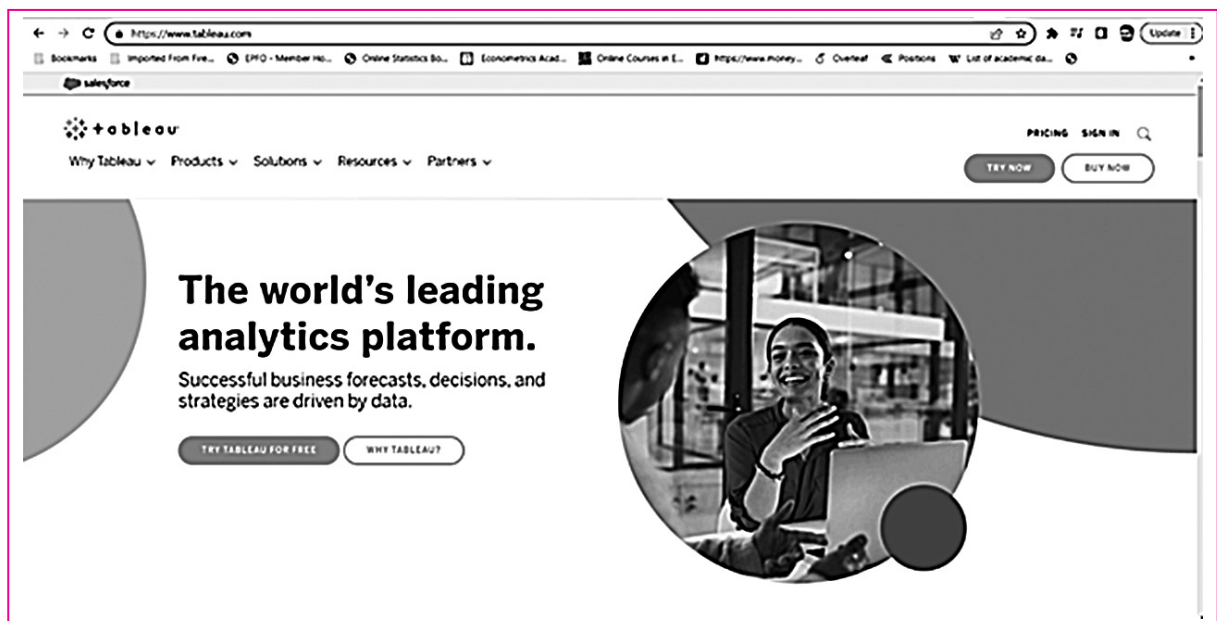 https://www.tableau.com
Update
Bookmarks Imported From Fire... EPFO - Member Ho... Online Statistics Bo... Econometrics Acad... Online Courses in E... https://www.money... Overleaf Positions List of academic da...
salesforce
+ableau
PRICING SIGN IN
Why Tableau Products Solutions Resources Partners
TRY NOW BUY NOW
The world's leading
analytics platform.
Successful business forecasts, decisions, and
strategies are driven by data.
TRY TABLEAU FOR FREE WHY TABLEAU?